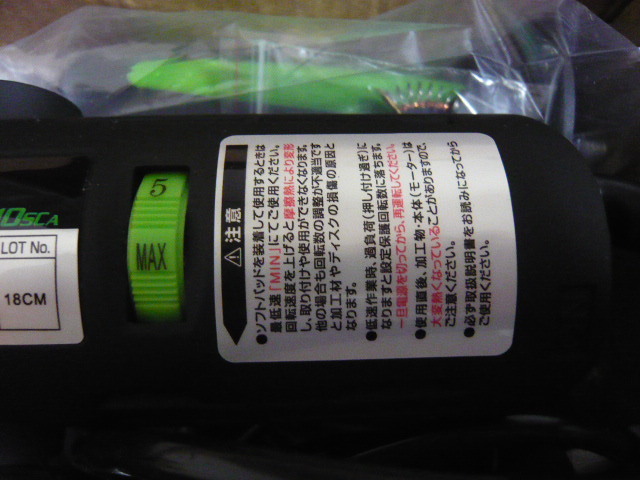 10SCA
LOT No.
18CM
5
MAX
⚠注意
●ソフトパッドを装着して使用するときは
最低速「MIN」にてご使用ください。
回転速度を上げると摩擦熱により変形
し、取り付けや使用ができなくなります。
他の場合も回転数の調整が不適当です
と加工材やディスクの損傷の原因と
なります。
●低速作業時、過負荷(押し付け過ぎ)に
なりますと設定保護回転数に落ちます。
一旦電源を切ってから、再運転してください。
●使用直後、加工物・本体(モーター)は
大変熱くなっていることがありますので、
ご注意ください。
●必ず取扱説明書をお読みになってから
ご使用ください。